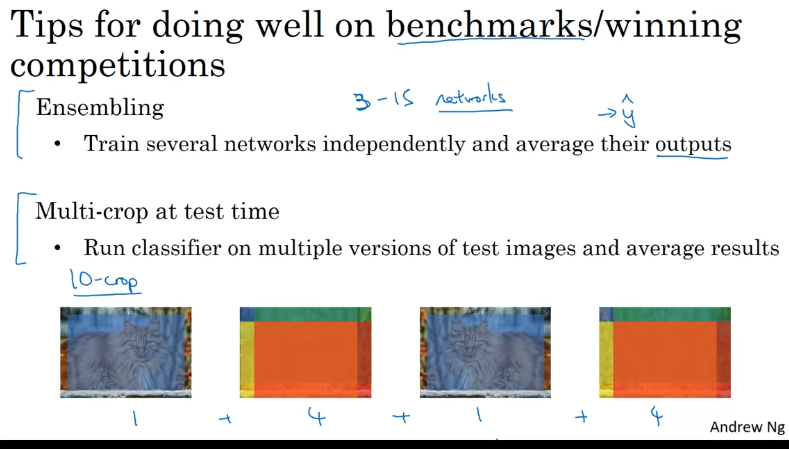 Tips for doing well on benchmarks/winning
competitions
Ensembling
3-15 networks
→ŷ
• Train several networks independently and average their outputs
Multi-crop at test time
• Run classifier on multiple versions of test images and average results
10-crop
1 + 4 + 1 + 4
Andrew Ng